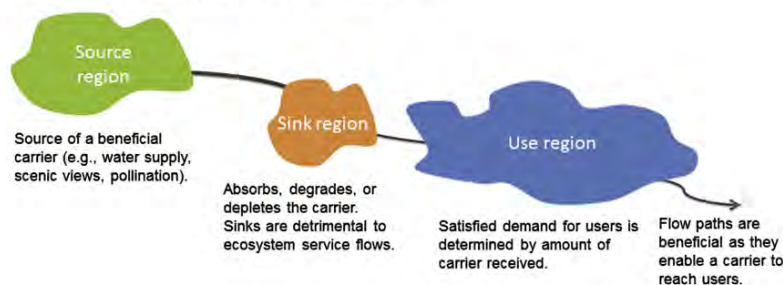 Source
region
Source of a beneficial
carrier (e.g., water supply,
scenic views, pollination).
Sink region
Absorbs, degrades, or
depletes the carrier.
Sinks are detrimental to
ecosystem service flows.
Use region
Satisfied demand for users is
determined by amount of
carrier received.
Flow paths are
beneficial as they
enable a carrier to
reach users.